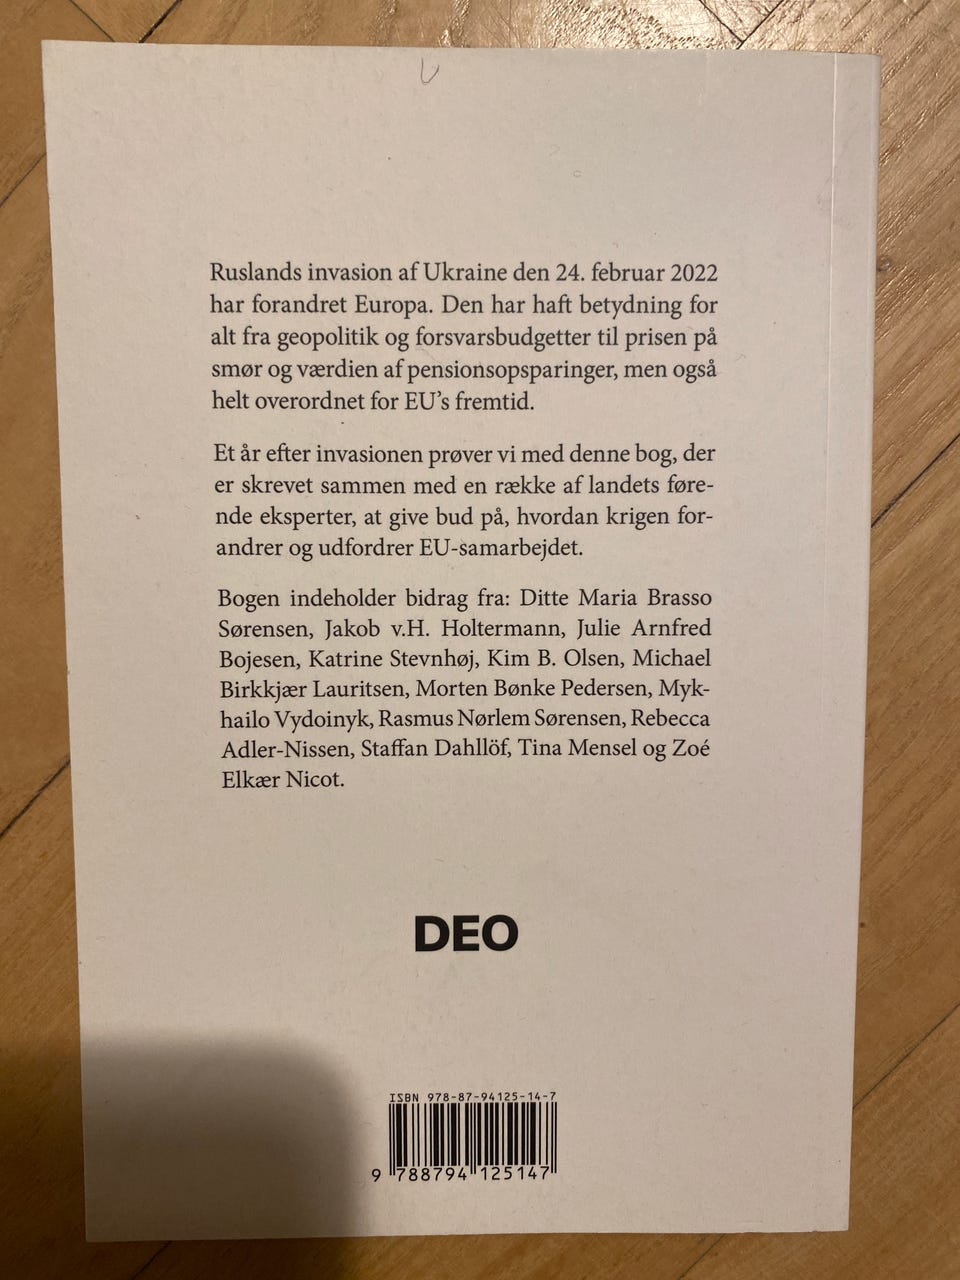 Ruslands invasion af Ukraine den 24. februar 2022
har forandret Europa. Den har haft betydning for
alt fra geopolitik og forsvarsbudgetter til prisen på
smør og værdien af pensionsopsparinger, men også
helt overordnet for EU’s fremtid.
Et år efter invasionen prøver vi med denne bog, der
er skrevet sammen med en række af landets føre-
nde eksperter, at give bud på, hvordan krigen for-
andrer og udfordrer EU-samarbejdet.
Bogen indeholder bidrag fra: Ditte Maria Brasso
Sørensen, Jakob v.H. Holtermann, Julie Arnfred
Bojesen, Katrine Stevnhøj, Kim B. Olsen, Michael
Birkkjær Lauritsen, Morten Bønke Pedersen, Myk-
hailo Vydoinyk, Rasmus Nørlem Sørensen, Rebecca
Adler-Nissen, Staffan Dahllöf, Tina Mensel og Zoé
Elkær Nicot.
DEO
ISBN 978-87-94125-14-7
9 788794 125147